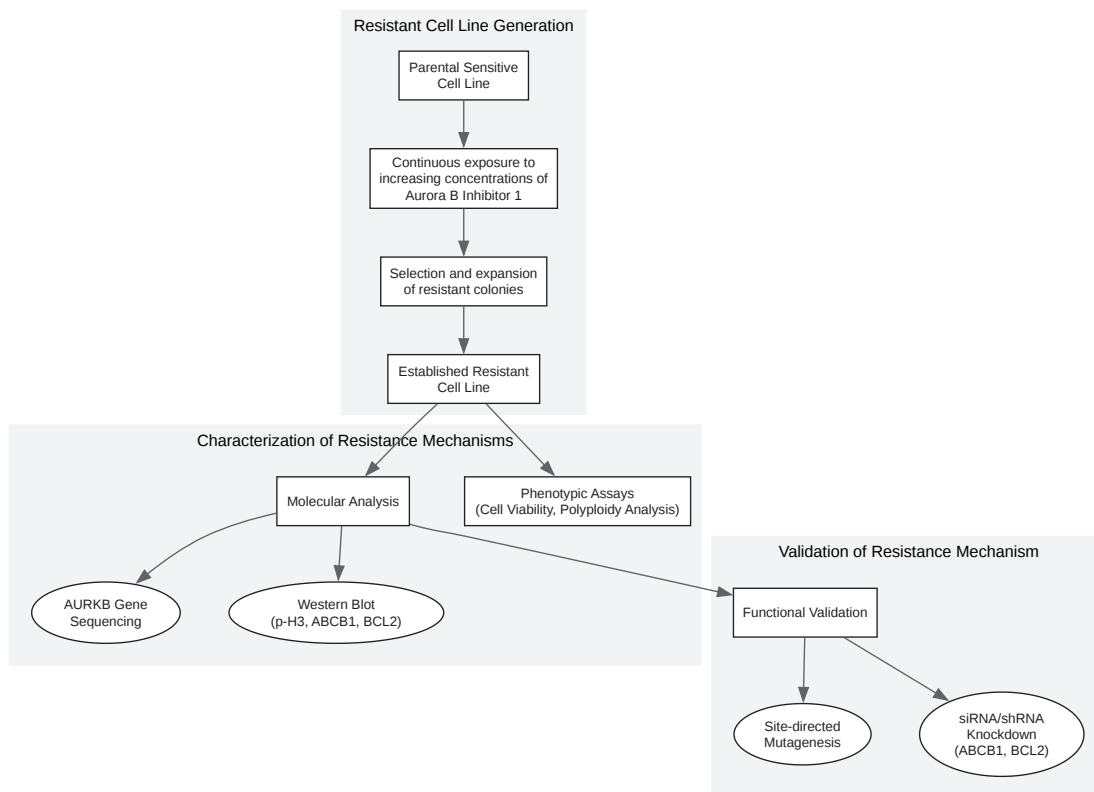 Resistant Cell Line Generation
Parental Sensitive
Cell Line
Continuous exposure to
increasing concentrations of
Aurora B Inhibitor 1
Selection and expansion
of resistant colonies
Established Resistant
Cell Line
Characterization of Resistance Mechanisms
Molecular Analysis
Phenotypic Assays
(Cell Viability, Polyploidy Analysis)
AURKB Gene
Sequencing
Western Blot
(p-H3, ABCB1, BCL2)
Validation of Resistance Mechanism
Functional Validation
Site-directed
Mutagenesis
siRNA/shRNA
Knockdown
(ABCB1, BCL2)